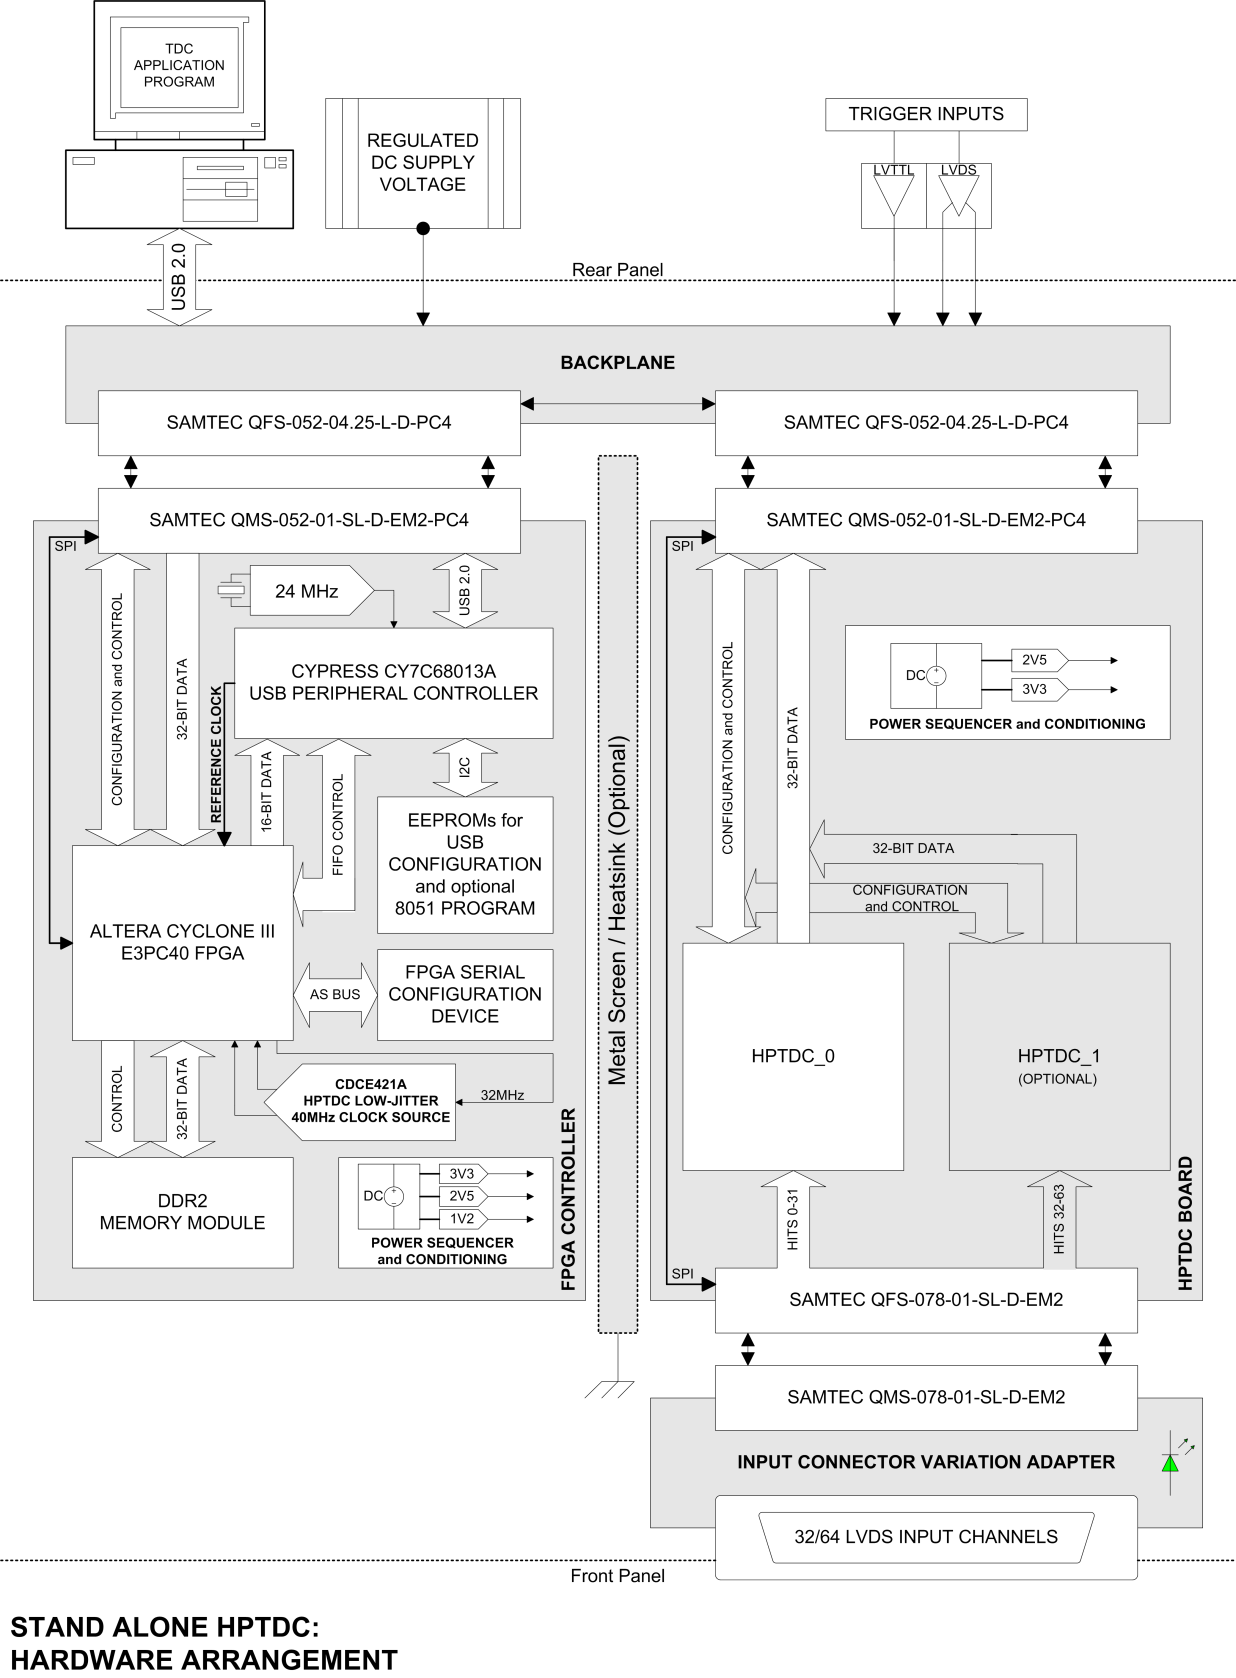 TDC
APPLICATION
PROGRAM
REGULATED
DC SUPPLY
VOLTAGE
TRIGGER INPUTS
LVTTL
LVDS
USB 2.0
Rear Panel
BACKPLANE
SAMTEC QFS-052-04.25-L-D-PC4
SAMTEC QFS-052-04.25-L-D-PC4
SAMTEC QMS-052-01-SL-D-EM2-PC4
SAMTEC QMS-052-01-SL-D-EM2-PC4
SPI
CONFIGURATION and CONTROL
32-BIT DATA
24 MHz
USB 2.0
CYPRESS CY7C68013A
USB PERIPHERAL CONTROLLER
REFERENCE CLOCK
16-BIT DATA
FIFO CONTROL
I2C
EEPROMs for
USB
CONFIGURATION
and optional
8051 PROGRAM
ALTERA CYCLONE III
E3PC40 FPGA
AS BUS
FPGA SERIAL
CONFIGURATION
DEVICE
CONTROL
32-BIT DATA
CDCE421A
HPTDC LOW-JITTER
40MHz CLOCK SOURCE
32MHz
DDR2
MEMORY MODULE
DC
3V3
2V5
1V2
POWER SEQUENCER
and CONDITIONING
FPGA CONTROLLER
Metal Screen / Heatsink (Optional)
SPI
CONFIGURATION and CONTROL
32-BIT DATA
DC
2V5
3V3
POWER SEQUENCER and CONDITIONING
32-BIT DATA
CONFIGURATION
and CONTROL
HPTDC_0
HPTDC_1
(OPTIONAL)
HITS 0-31
HITS 32-63
HPTDC BOARD
SPI
SAMTEC QFS-078-01-SL-D-EM2
SAMTEC QMS-078-01-SL-D-EM2
INPUT CONNECTOR VARIATION ADAPTER
32/64 LVDS INPUT CHANNELS
Front Panel
STAND ALONE HPTDC:
HARDWARE ARRANGEMENT